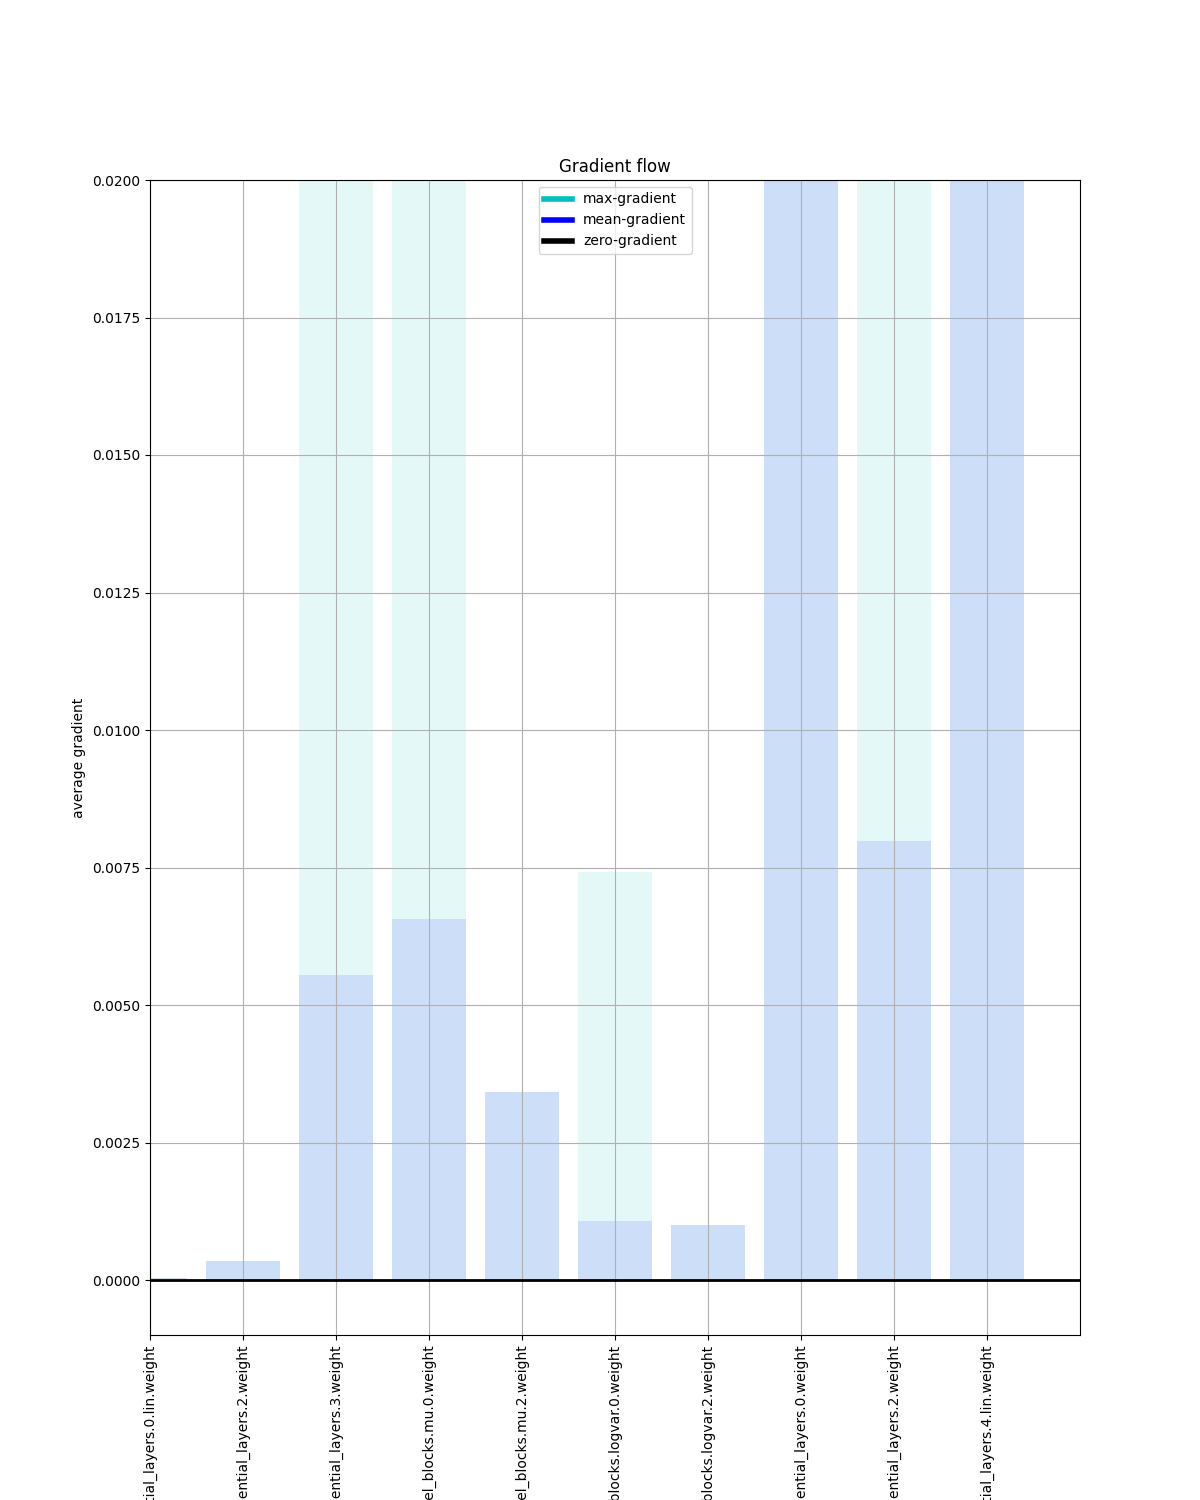 Gradient flow
max-gradient
mean-gradient
zero-gradient
0.0200
0.0175
0.0150
0.0125
0.0100
0.0075
0.0050
0.0025
0.0000
average gradient
tial_layers.0.lin.weight
ential_layers.2.weight
ential_layers.3.weight
el_blocks.mu.0.weight
el_blocks.mu.2.weight
blocks.logvar.0.weight
blocks.logvar.2.weight
ential_layers.0.weight
ential_layers.2.weight
tial_layers.4.lin.weight